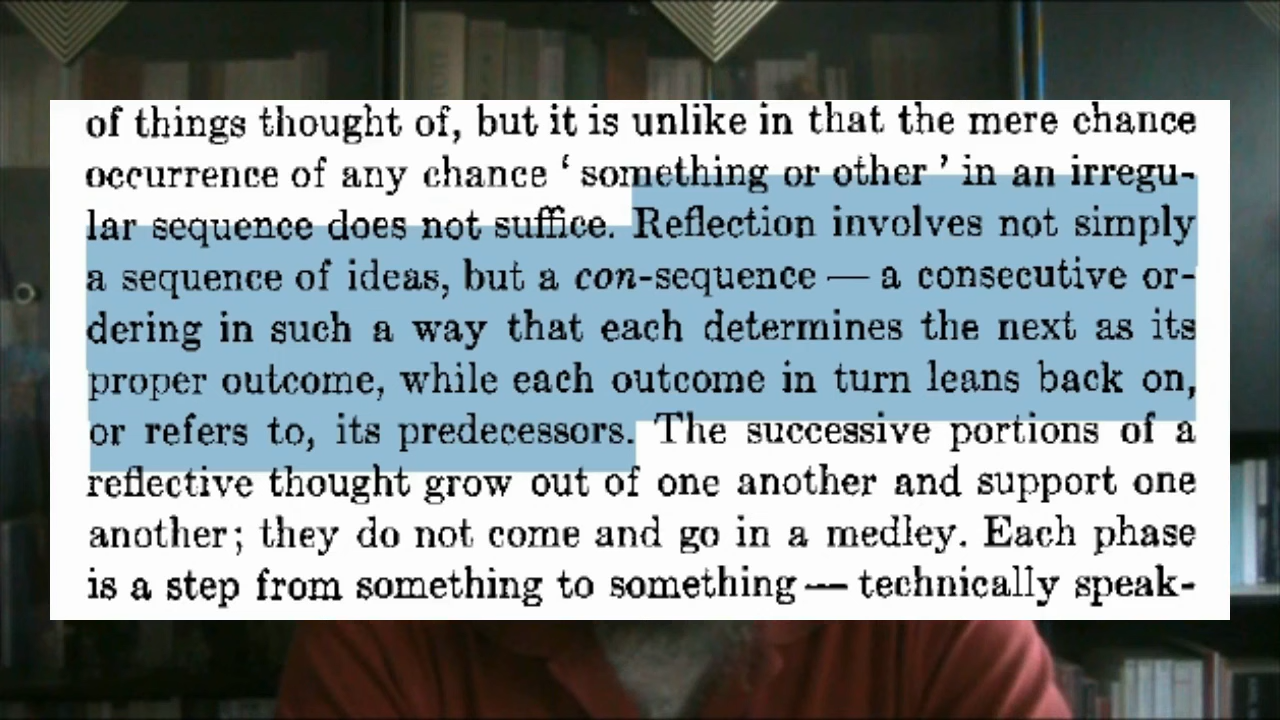 of things thought of, but it is unlike in that the mere chance
occurrence of any chance ‘ something or other ’ in an irregu-
lar sequence does not suffice. Reflection involves not simply
a sequence of ideas, but a con-sequence — a consecutive or-
dering in such a way that each determines the next as its
proper outcome, while each outcome in turn leans back on,
or refers to, its predecessors. The successive portions of a
reflective thought grow out of one another and support one
another; they do not come and go in a medley. Each phase
is a step from something to something — technically speak-